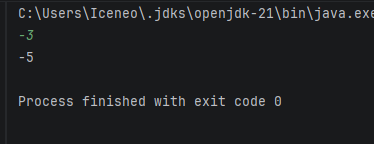 C:\Users\Iceneo\.jdks\openjdk-21\bin\java.exe
-3
-5
Process finished with exit code 0